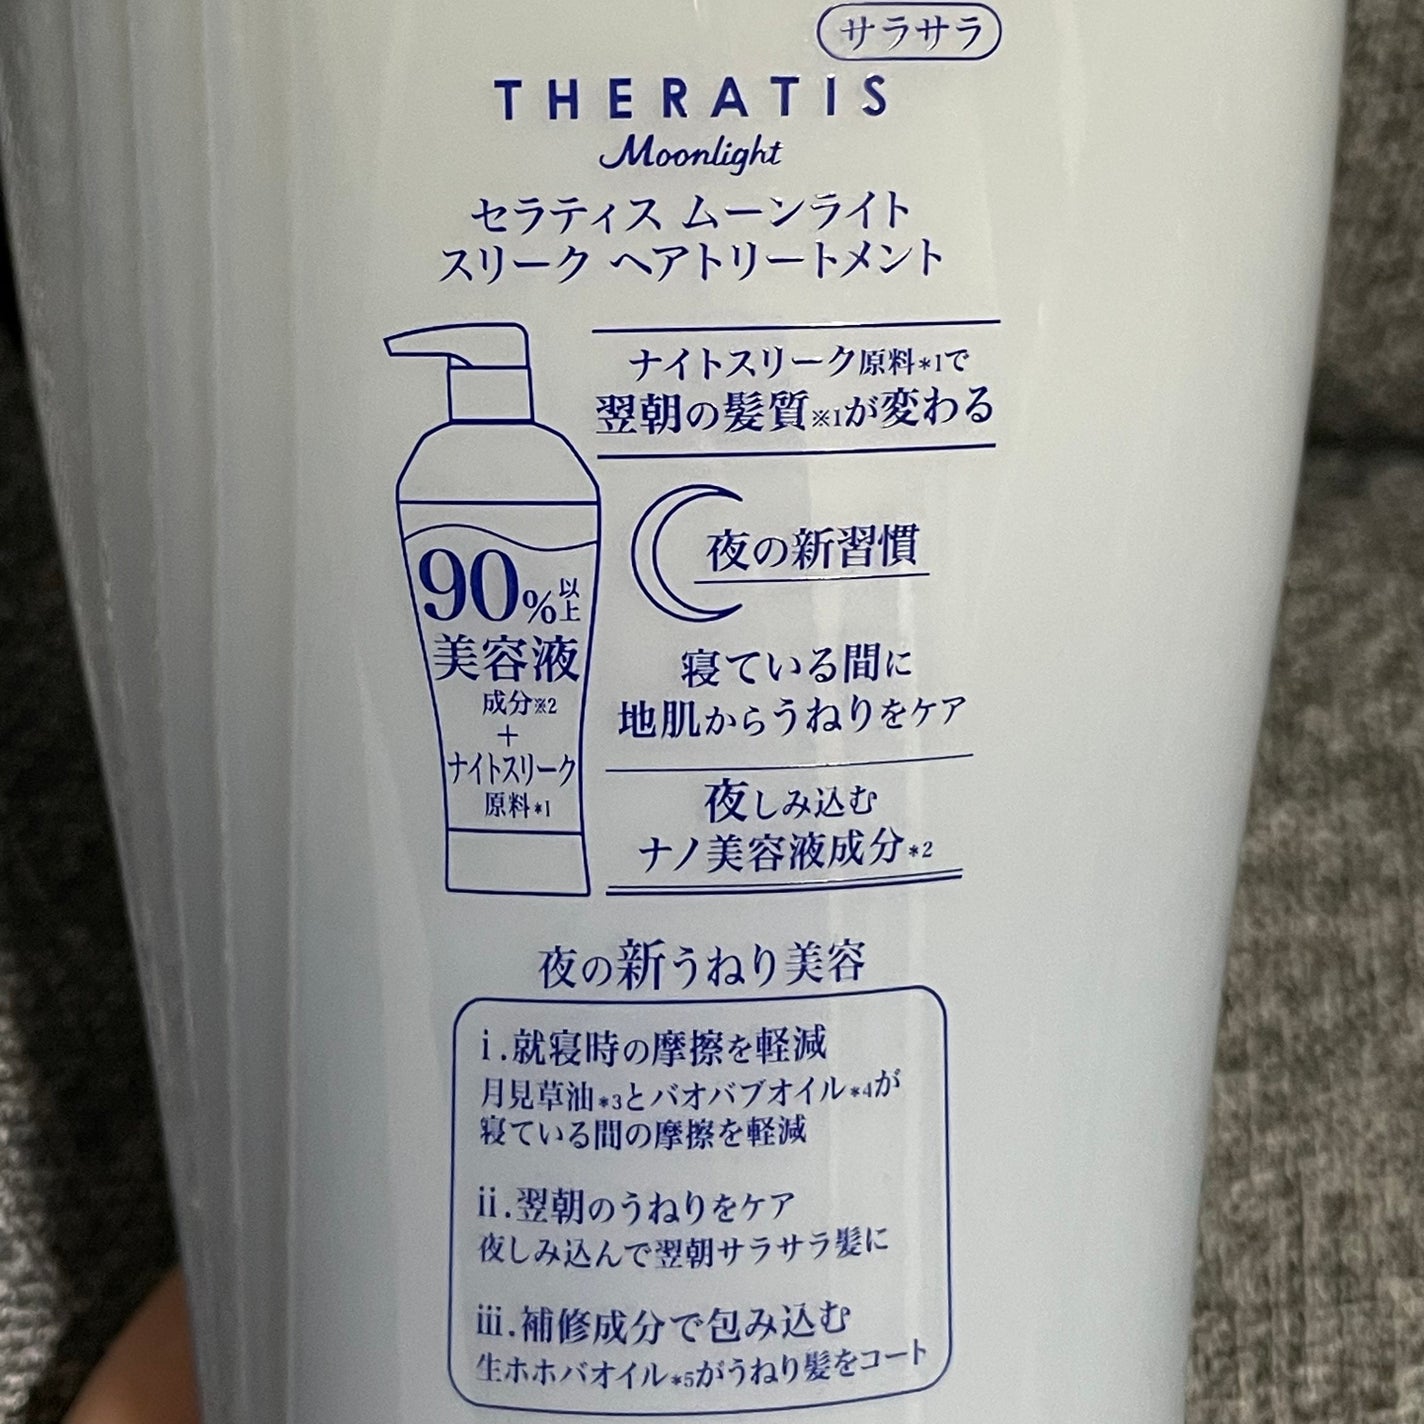 サラサラ
THERATIS
Moonlight
セラティス ムーンライト
スリーク ヘアトリートメント
ナイトスリーク原料*1で
翌朝の髪質※1が変わる
90%以上
美容液
成分※2
+
ナイトスリーク
原料*1
夜の新習慣
寝ている間に
地肌からうねりをケア
夜しみ込む
ナノ美容液成分*2
夜の新うねり美容
i.就寝時の摩擦を軽減
月見草油*3とバオバブオイル*4が
寝ている間の摩擦を軽減
ii.翌朝のうねりをケア
夜しみ込んで翌朝サラサラ髪に
iii.補修成分で包み込む
生ホホバオイル*5がうねり髪をコート